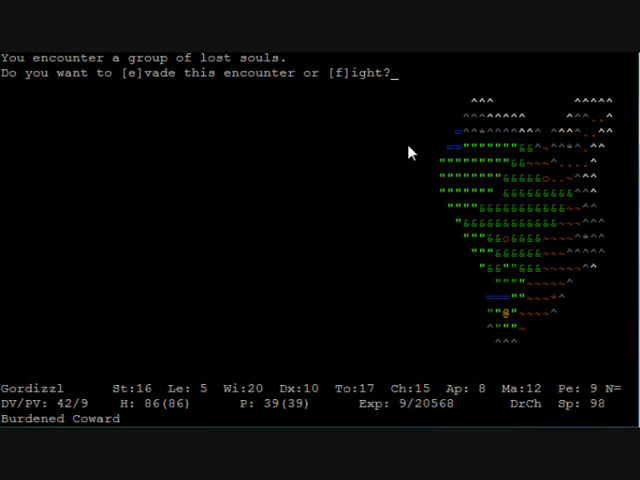 You encounter a group of lost souls.
Do you want to [e]vade this encounter or [f]ight?_
Gordizzl St:16 Le: 5 Wi:20 Dx:10 To:17 Ch:15 Ap: 8 Ma:12 Pe: 9 N=
DV/PV: 42/9 H: 86(86) P: 39(39) Exp: 9/20568 DrCh Sp: 98
Burdened Coward